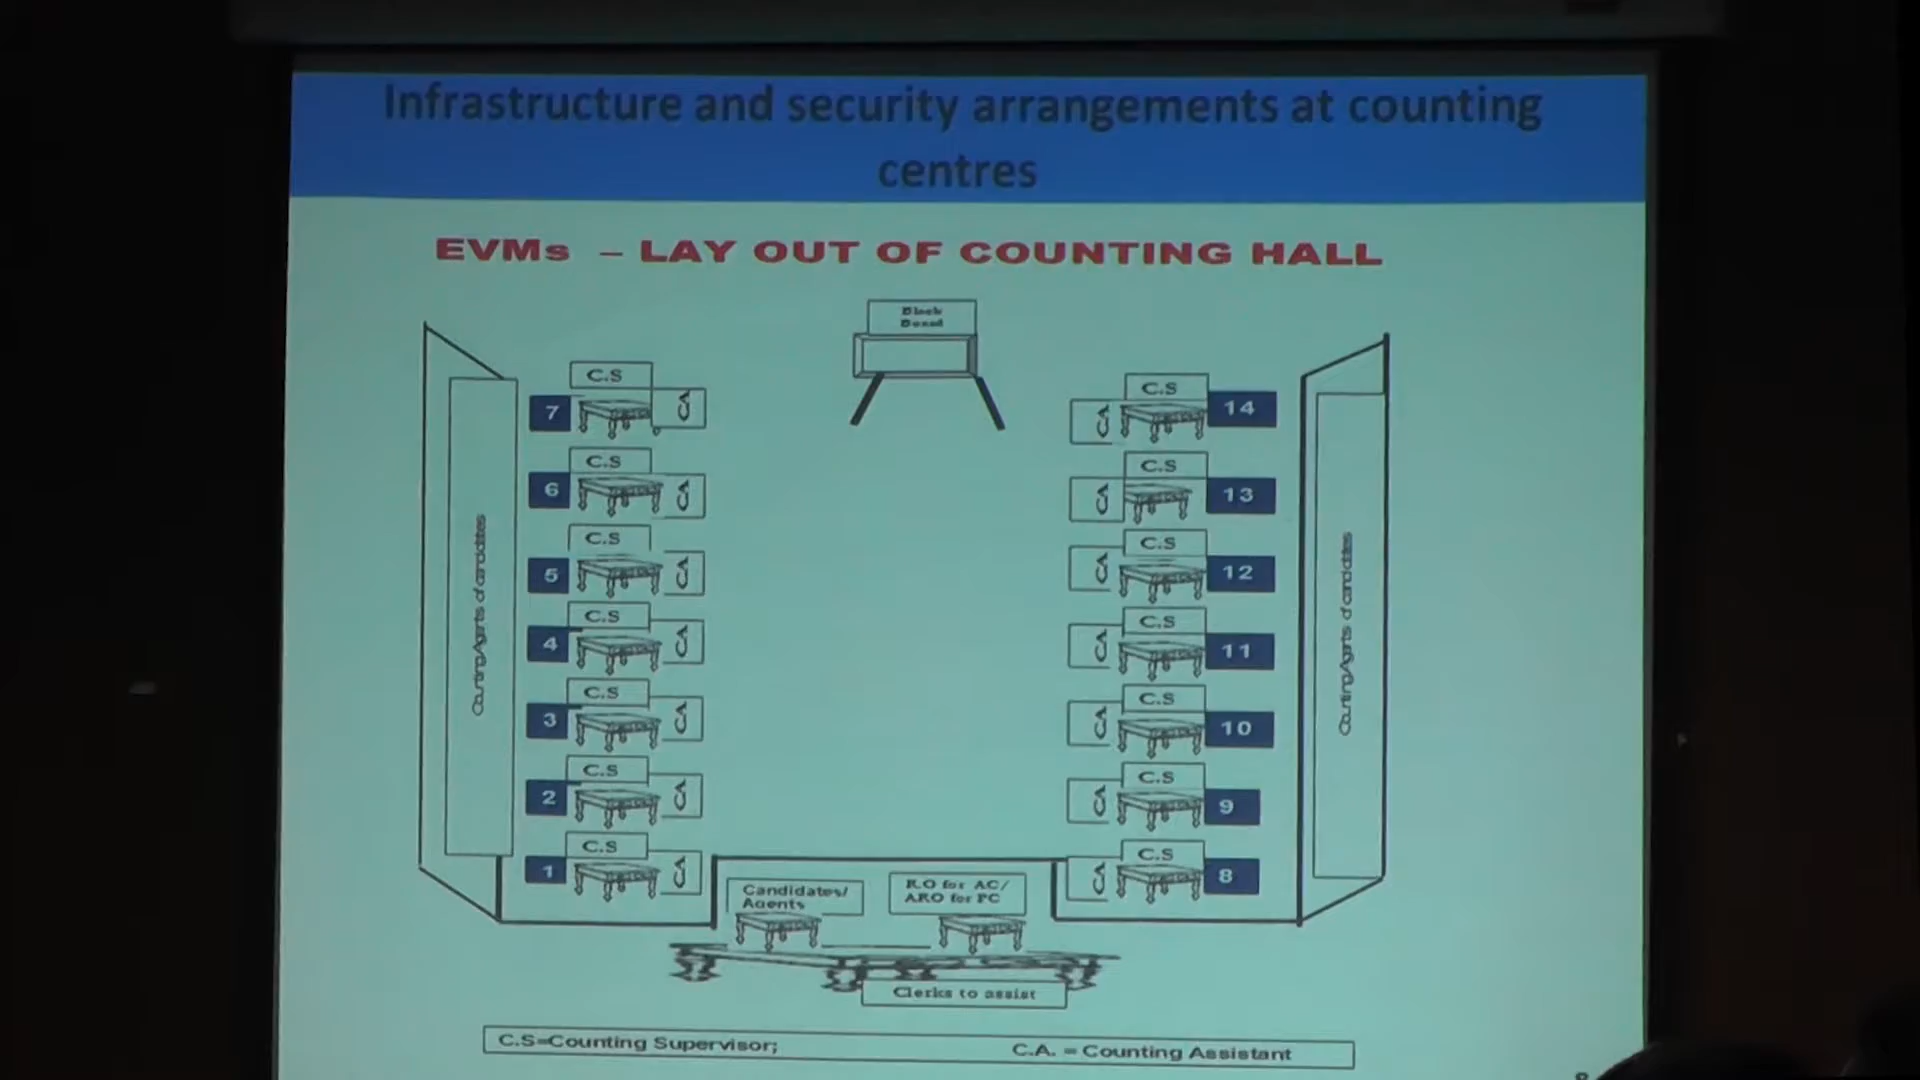 Infrastructure and security arrangements at counting
centres
EVMs – LAY OUT OF COUNTING HALL
Black
Board
C.S
7
CA
C.S
14
CA
C.S
6
CA
C.S
13
CA
C.S
5
CA
C.S
12
CA
C.S
4
CA
C.S
11
CA
C.S
3
CA
C.S
10
CA
C.S
2
CA
C.S
9
CA
C.S
1
CA
C.S
8
CA
Counting Agents of candidates
Counting Agents of candidates
Candidates/
Agents
R.O for AC/
ARO for PC
Clerks to assist
C.S=Counting Supervisor;
C.A. = Counting Assistant